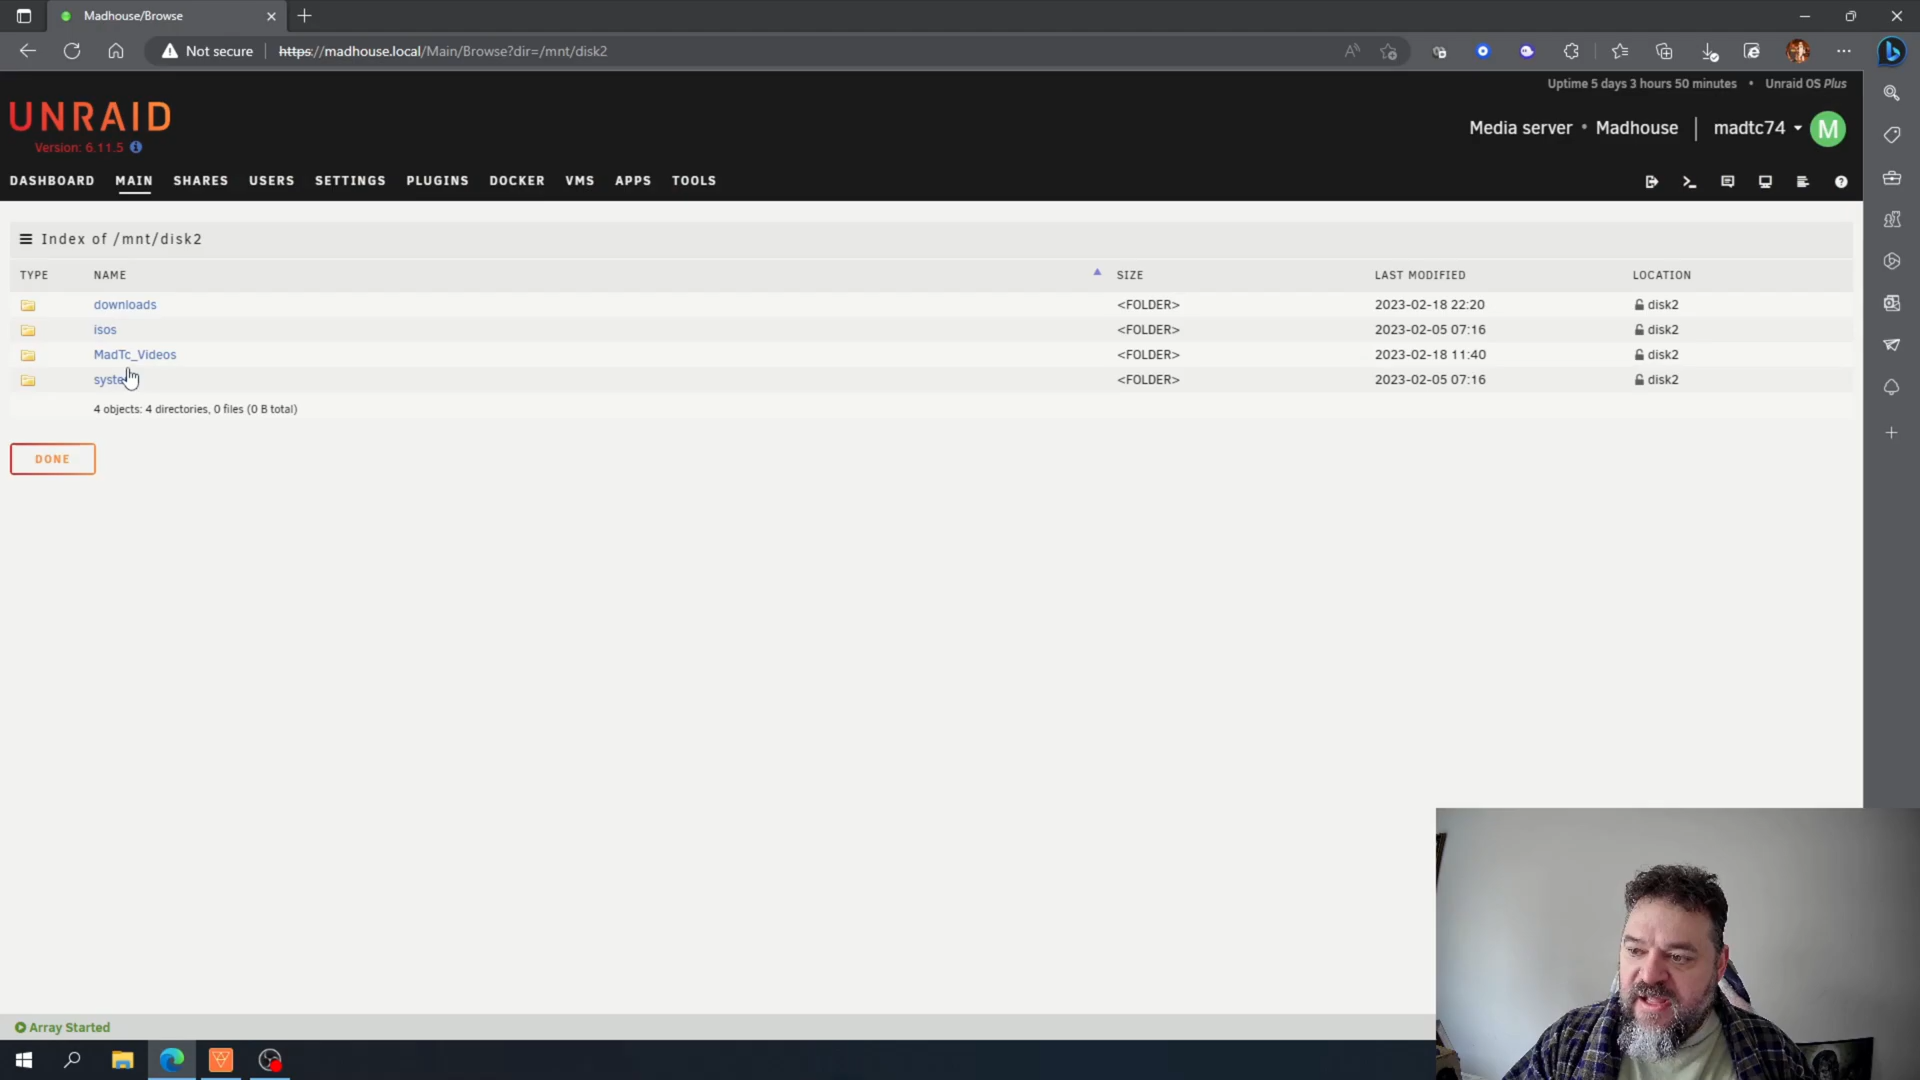 Madhouse/Browse
Not secure https://madhouse.local/Main/Browse?dir=/mnt/disk2
Uptime 5 days 3 hours 50 minutes • Unraid OS Plus
UNRAID
Version: 6.11.5
Media server • Madhouse | madtc74 M
DASHBOARD MAIN SHARES USERS SETTINGS PLUGINS DOCKER VMS APPS TOOLS
Index of /mnt/disk2
TYPE NAME SIZE LAST MODIFIED LOCATION
downloads <FOLDER> 2023-02-18 22:20 disk2
isos <FOLDER> 2023-02-05 07:16 disk2
MadTc_Videos <FOLDER> 2023-02-18 11:40 disk2
syste <FOLDER> 2023-02-05 07:16 disk2
4 objects: 4 directories, 0 files (0 B total)
DONE
Array Started